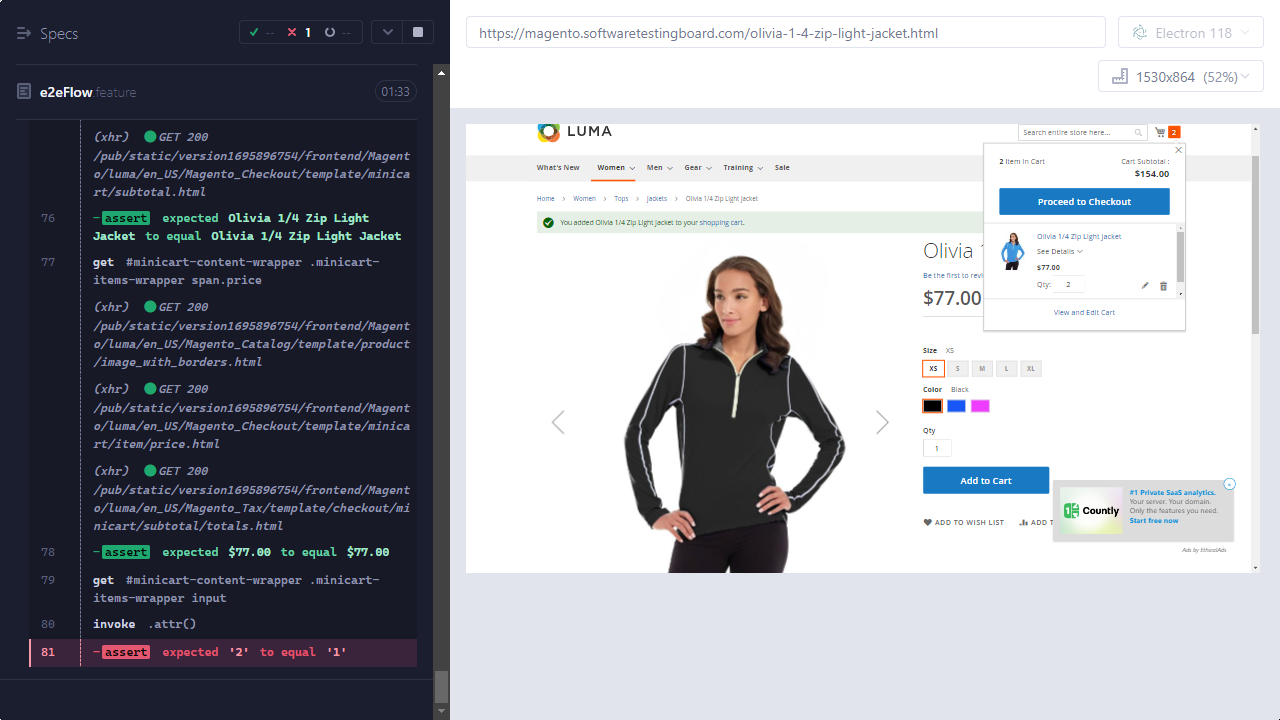 Specs
-- 1 --
e2eFlow.feature
01:33
(xhr) GET 200
/pub/static/version1695896754/frontend/Magent
o/luma/en_US/Magento_Checkout/template/minica
rt/subtotal.html
76 -assert expected Olivia 1/4 Zip Light
Jacket to equal Olivia 1/4 Zip Light Jacket
77 get #minicart-content-wrapper .minicart-
items-wrapper span.price
(xhr) GET 200
/pub/static/version1695896754/frontend/Magent
o/luma/en_US/Magento_Catalog/template/product
/image_with_borders.html
(xhr) GET 200
/pub/static/version1695896754/frontend/Magent
o/luma/en_US/Magento_Checkout/template/minica
rt/item/price.html
(xhr) GET 200
/pub/static/version1695896754/frontend/Magent
o/luma/en_US/Magento_Tax/template/checkout/mi
nicart/subtotal/totals.html
78 -assert expected $77.00 to equal $77.00
79 get #minicart-content-wrapper .minicart-
items-wrapper input
80 invoke .attr()
81 -assert expected '2' to equal '1'
https://magento.softwaretestingboard.com/olivia-1-4-zip-light-jacket.html
Electron 118
1530x864 (52%)
LUMA
Search entire store here...
2
What's New Women Men Gear Training Sale
Home > Women > Tops > Jackets > Olivia 1/4 Zip Light Jacket
You added Olivia 1/4 Zip Light Jacket to your shopping cart.
2 Item in Cart
Cart Subtotal :
$154.00
Proceed to Checkout
Olivia 1/4 Zip Light Jacket
See Details
$77.00
Qty: 2
View and Edit Cart
Olivia 1
Be the first to revi
$77.00
Size XS
XS S M L XL
Color Black
Qty
1
Add to Cart
ADD TO WISH LIST
ADD T
Countly
#1 Private SaaS analytics.
Your server. Your domain.
Only the features you need.
Start free now
Ads by EthicalAds